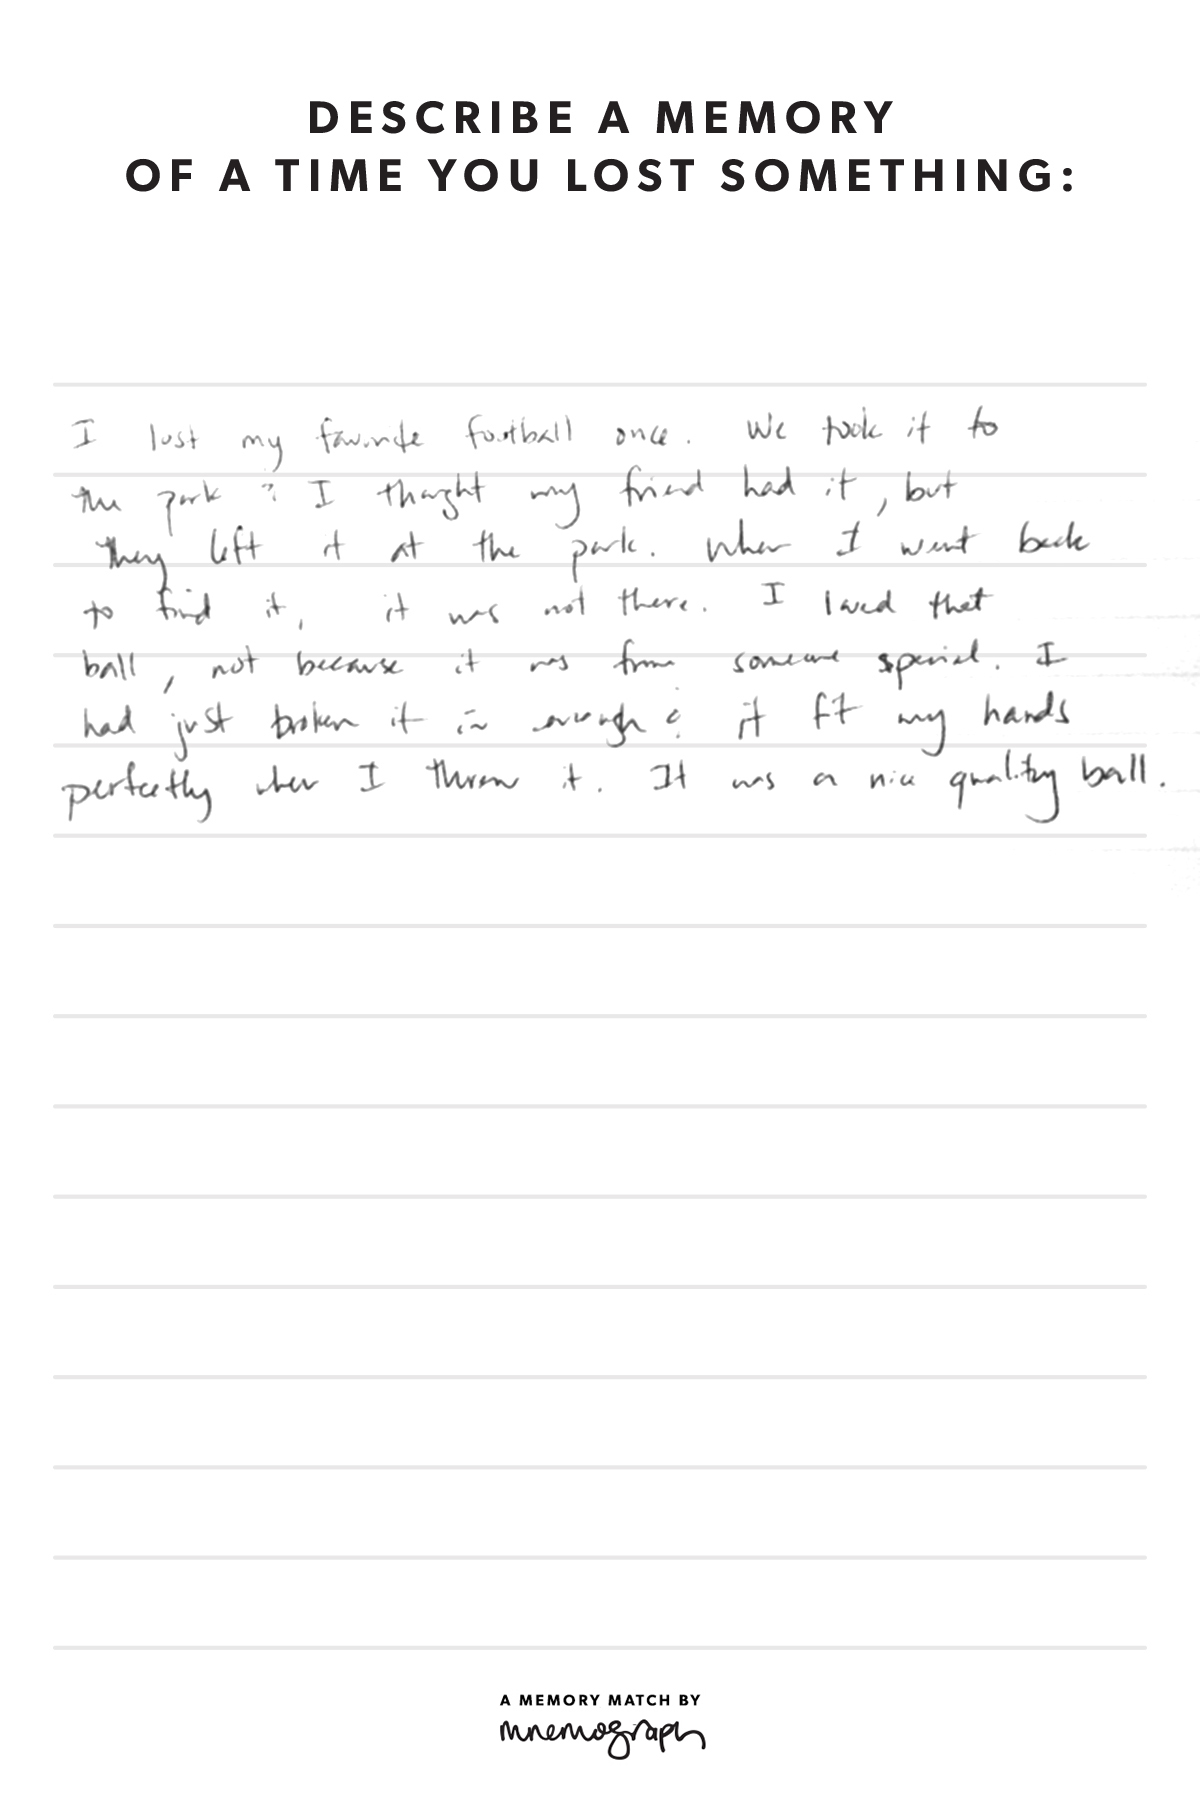 DESCRIBE A MEMORY
OF A TIME YOU LOST SOMETHING:
I lost my favorite football once. We took it to
the park & I thought my friend had it, but
they left it at the park. When I went back
to find it, it was not there. I loved that
ball, not because it was from someone special. I
had just broken it in enough & it fit my hands
perfectly when I threw it. It was a nice quality ball.
A MEMORY MATCH BY
mnemograph